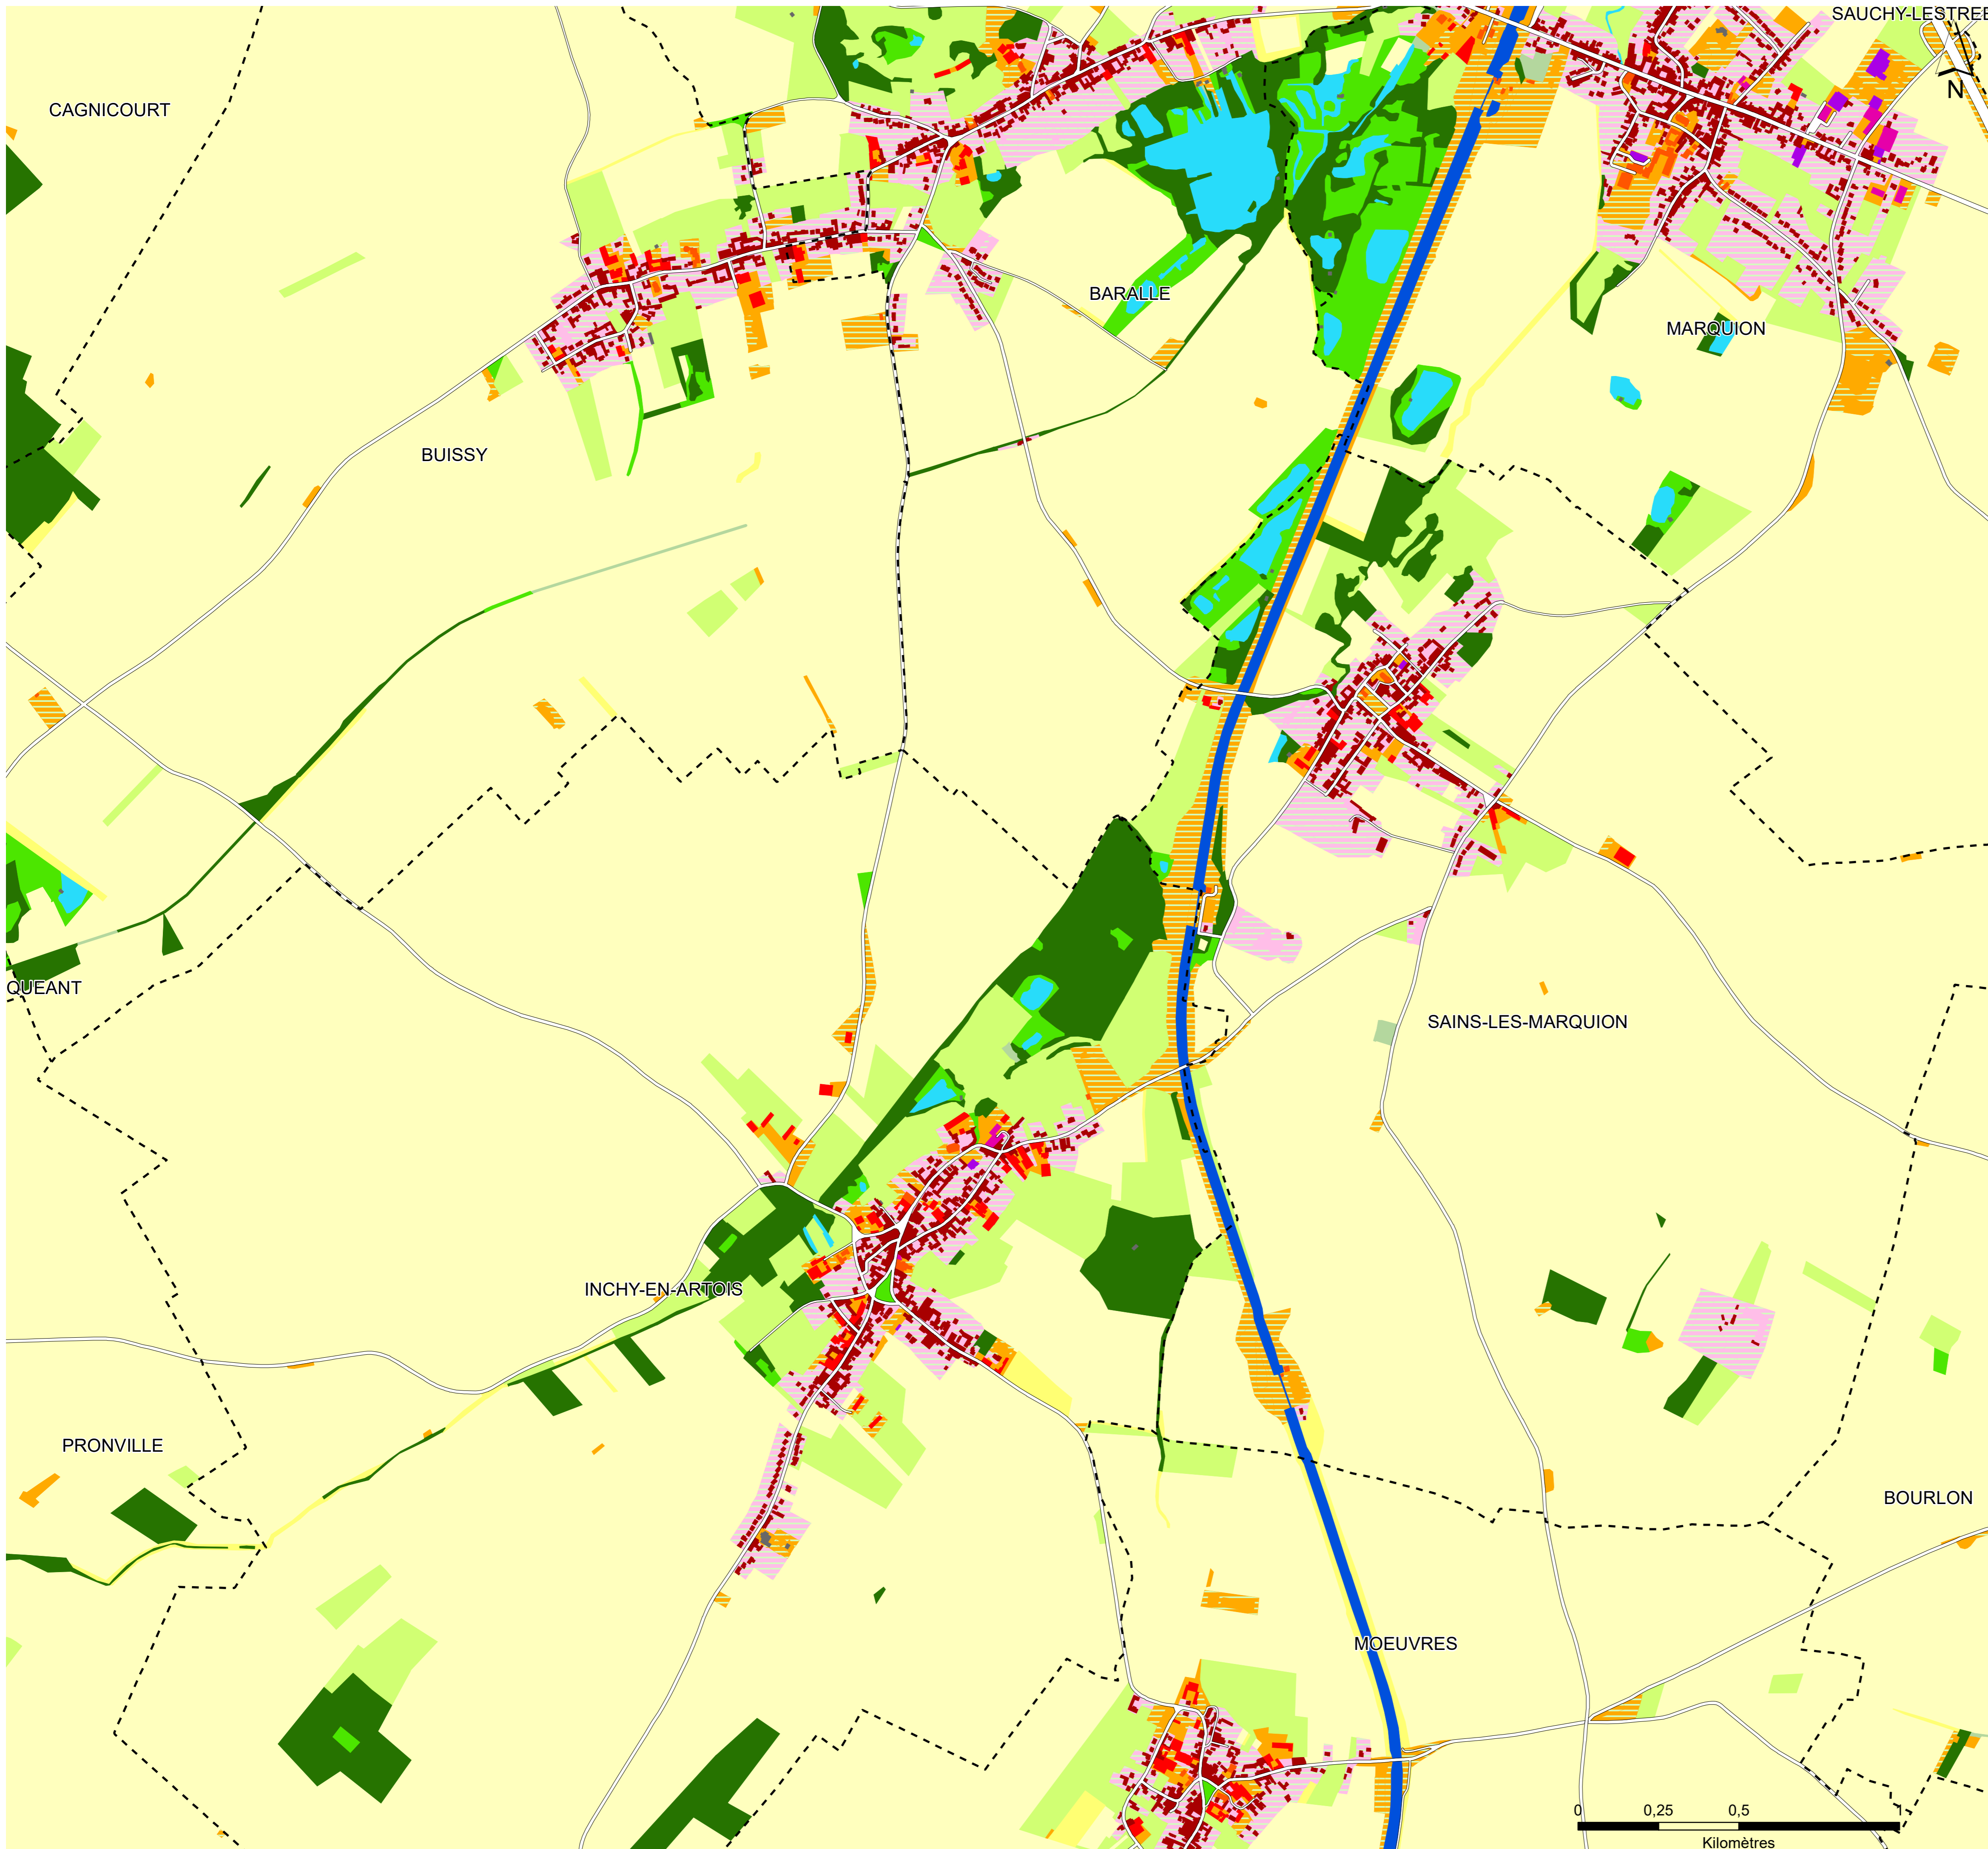 SAUCHY-LESTREE
N
CAGNICOURT
BARALLE
MARQUION
BUISSY
QUEANT
SAINS-LES-MARQUION
INCHY-EN-ARTOIS
PRONVILLE
BOURLON
MOEUVRES
0 0,25 0,5 1
Kilomètres